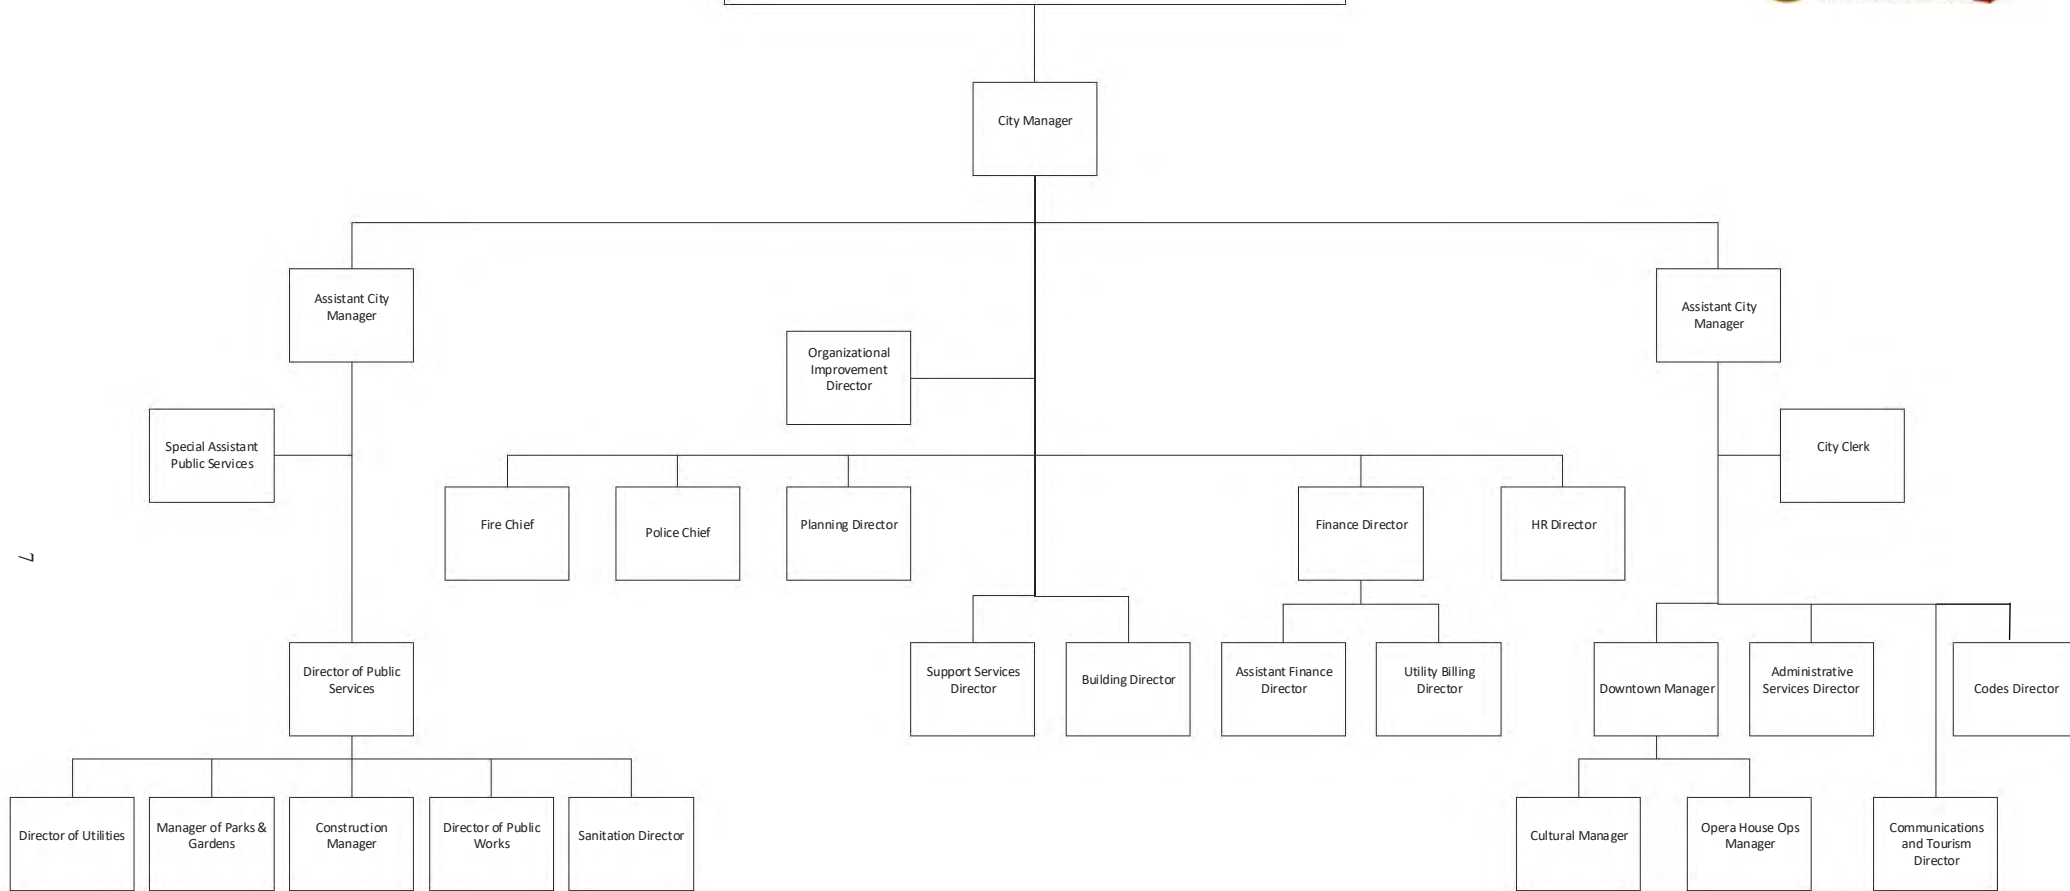 City Manager
Assistant City
Manager
Assistant City
Manager
Organizational
Improvement
Director
Special Assistant
Public Services
City Clerk
Fire Chief
Police Chief
Planning Director
Finance Director
HR Director
7
Director of Public
Services
Support Services
Director
Building Director
Assistant Finance
Director
Utility Billing
Director
Downtown Manager
Administrative
Services Director
Codes Director
Director of Utilities
Manager of Parks &
Gardens
Construction
Manager
Director of Public
Works
Sanitation Director
Cultural Manager
Opera House Ops
Manager
Communications
and Tourism
Director